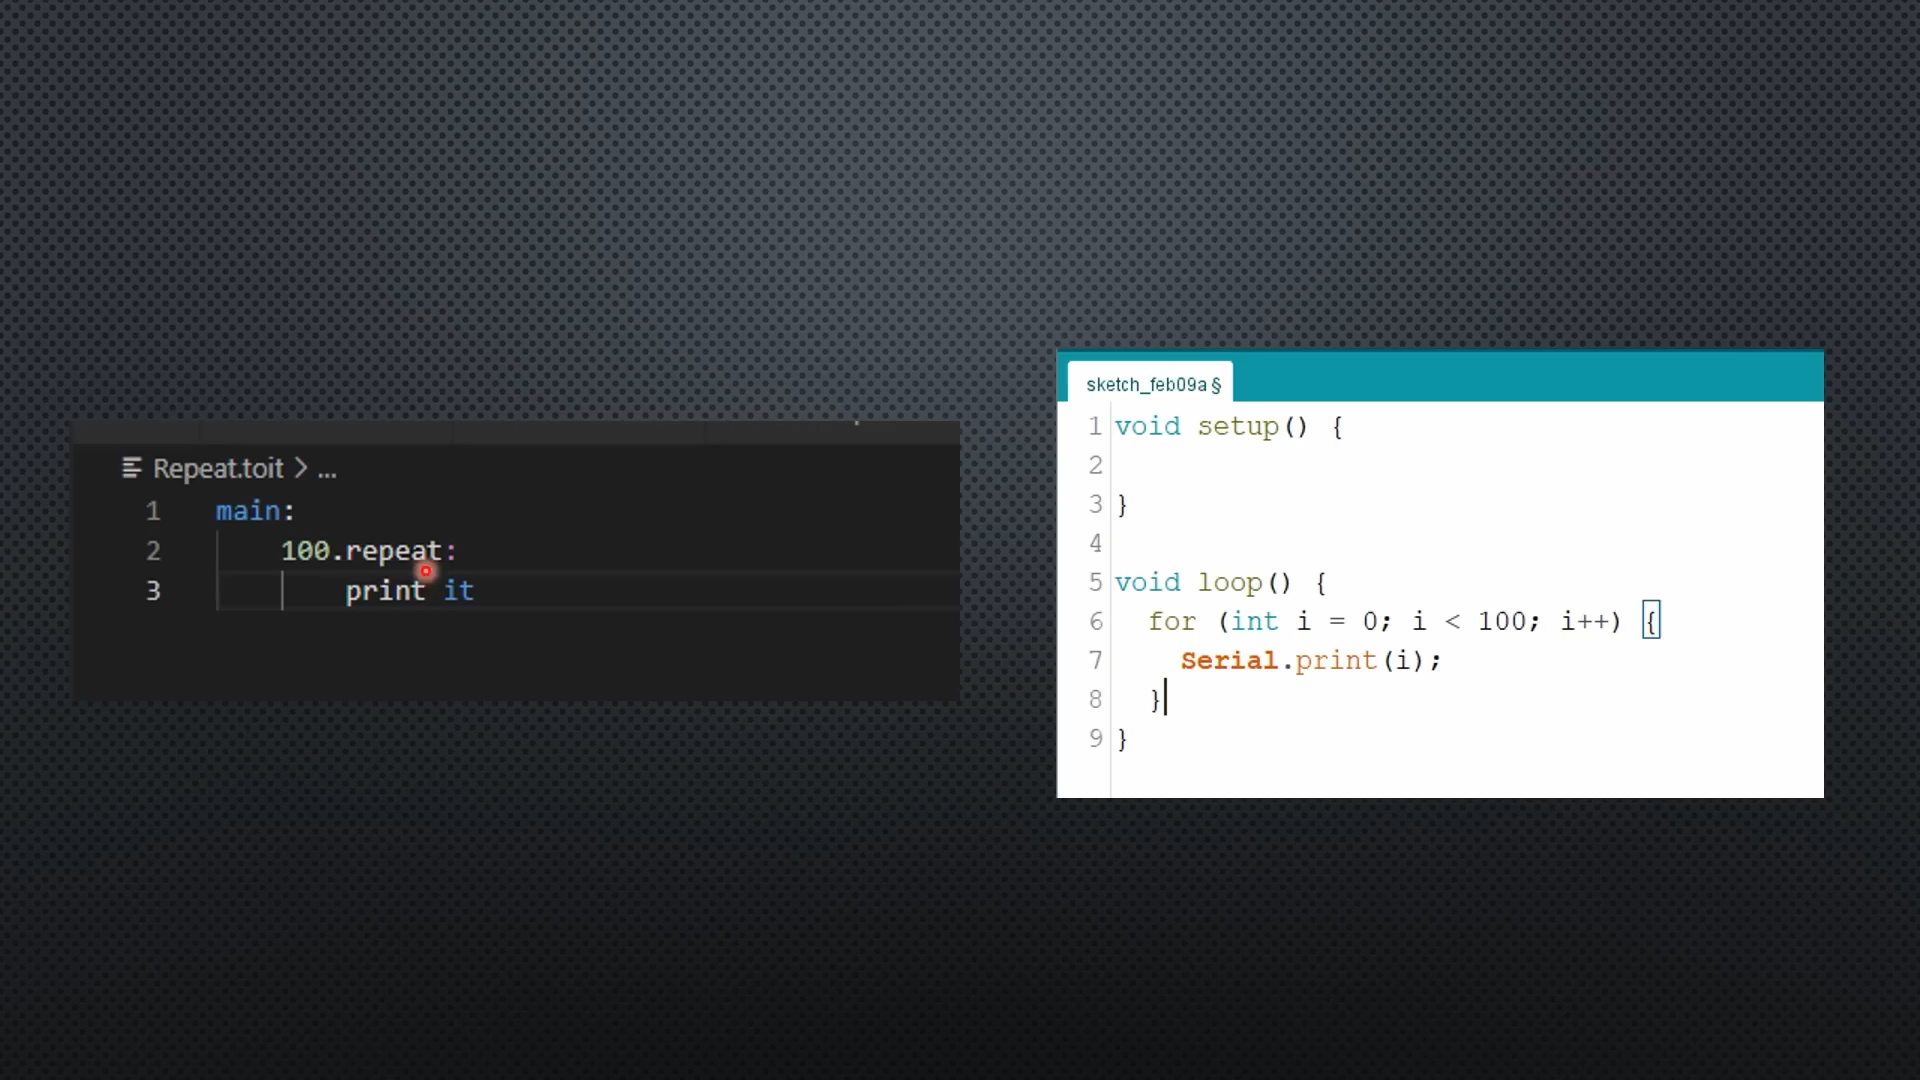 Repeat.toit > ...
1 main:
2 100.repeat:
3 print it
sketch_feb09a §
1 void setup() {
2
3 }
4
5 void loop() {
6 for (int i = 0; i < 100; i++) {
7 Serial.print(i);
8 }
9 }